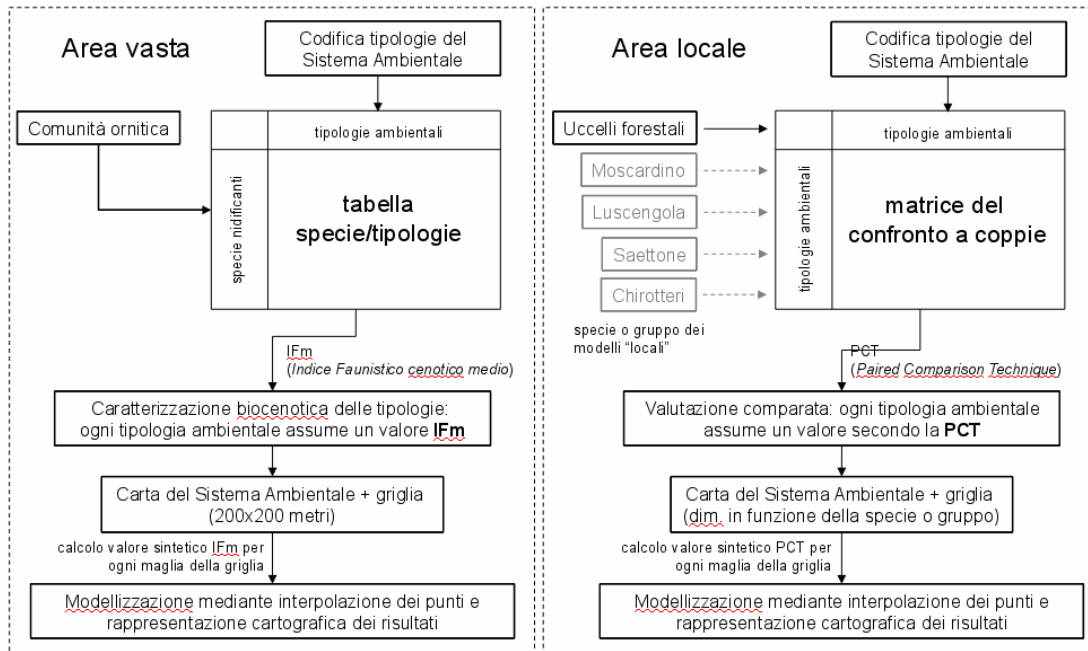 Area vasta
Codifica tipologie del
Sistema Ambientale
Comunità ornitica
tipologie ambientali
specie nidificanti
tabella
specie/tipologie
IFm
(Indice Faunistico cenotico medio)
Caratterizzazione biocenotica delle tipologie:
ogni tipologia ambientale assume un valore IFm
Carta del Sistema Ambientale + griglia
(200x200 metri)
calcolo valore sintetico IFm per
ogni maglia della griglia
Modellizzazione mediante interpolazione dei punti e
rappresentazione cartografica dei risultati
Area locale
Codifica tipologie del
Sistema Ambientale
Uccelli forestali
Moscardino
Luscengola
Saettone
Chirotteri
specie o gruppo dei
modelli “locali”
tipologie ambientali
tipologie ambientali
matrice del
confronto a coppie
PCT
(Paired Comparison Technique)
Valutazione comparata: ogni tipologia ambientale
assume un valore secondo la PCT
Carta del Sistema Ambientale + griglia
(dim. in funzione della specie o gruppo)
calcolo valore sintetico PCT per
ogni maglia della griglia
Modellizzazione mediante interpolazione dei punti e
rappresentazione cartografica dei risultati